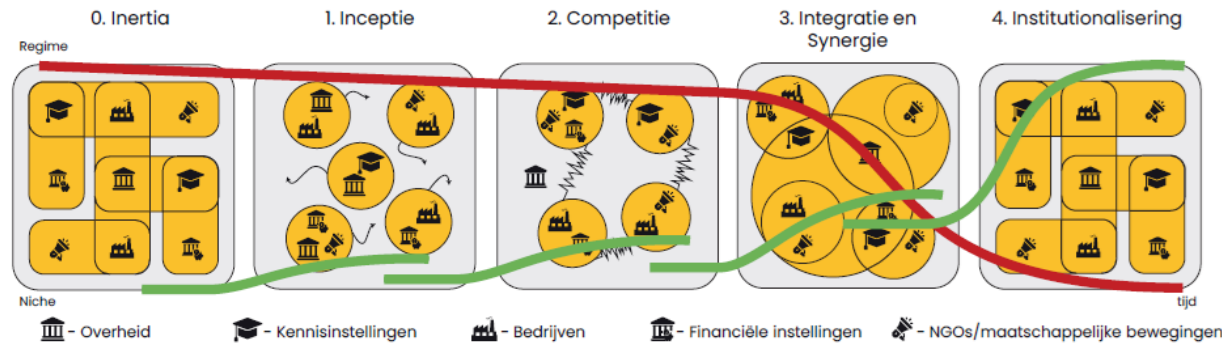 0. Inertia
1. Inceptie
2. Competitie
3. Integratie en
Synergie
4. Institutionalisering
Regime
Niche
tijd
- Overheid
- Kennisinstellingen
- Bedrijven
- Financiële instellingen
- NGOs/maatschappelijke bewegingen